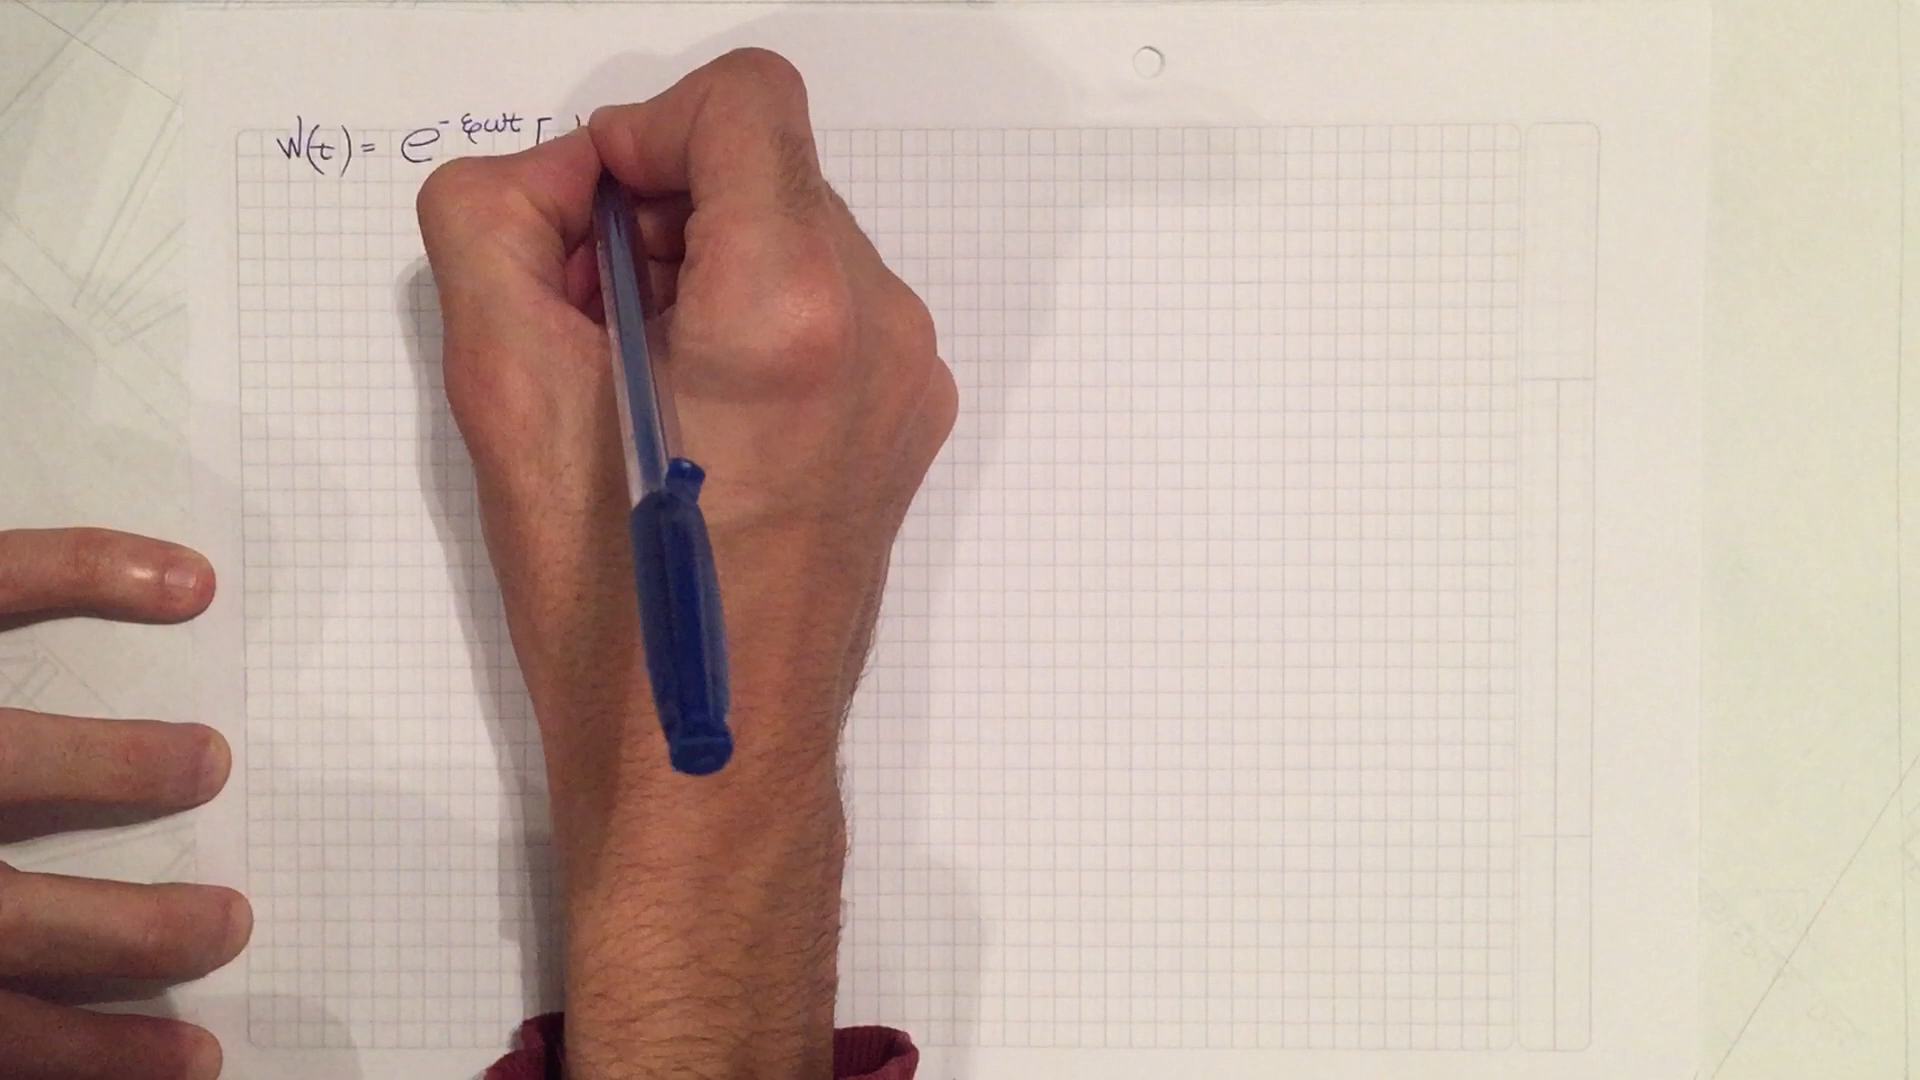 W(t) = e^{-ξωt} [